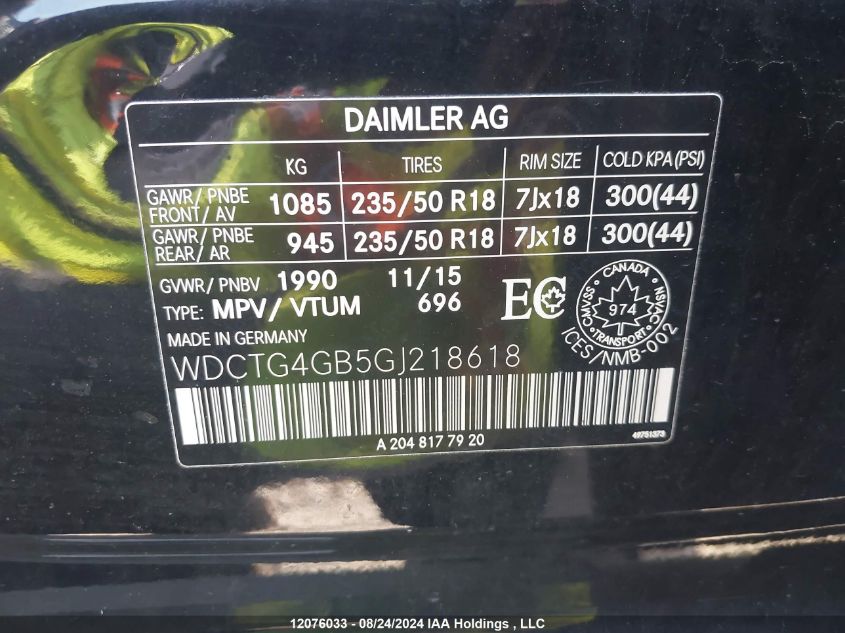 DAIMLER AG
KG TIRES RIM SIZE COLD KPA (PSI)
GAWR/ PNBE FRONT/ AV 1085 235/50 R18 7Jx18 300(44)
GAWR/ PNBE REAR/ AR 945 235/50 R18 7Jx18 300(44)
GVWR/ PNBV 1990 11/15
TYPE: MPV/ VTUM 696
EC
CANADA
CMVSS 974 NSVAC
TRANSPORT
ICES/NMB-002
MADE IN GERMANY
WDCTG4GB5GJ218618
A 204 817 79 20
49751373
12076033 - 08/24/2024 IAA Holdings , LLC